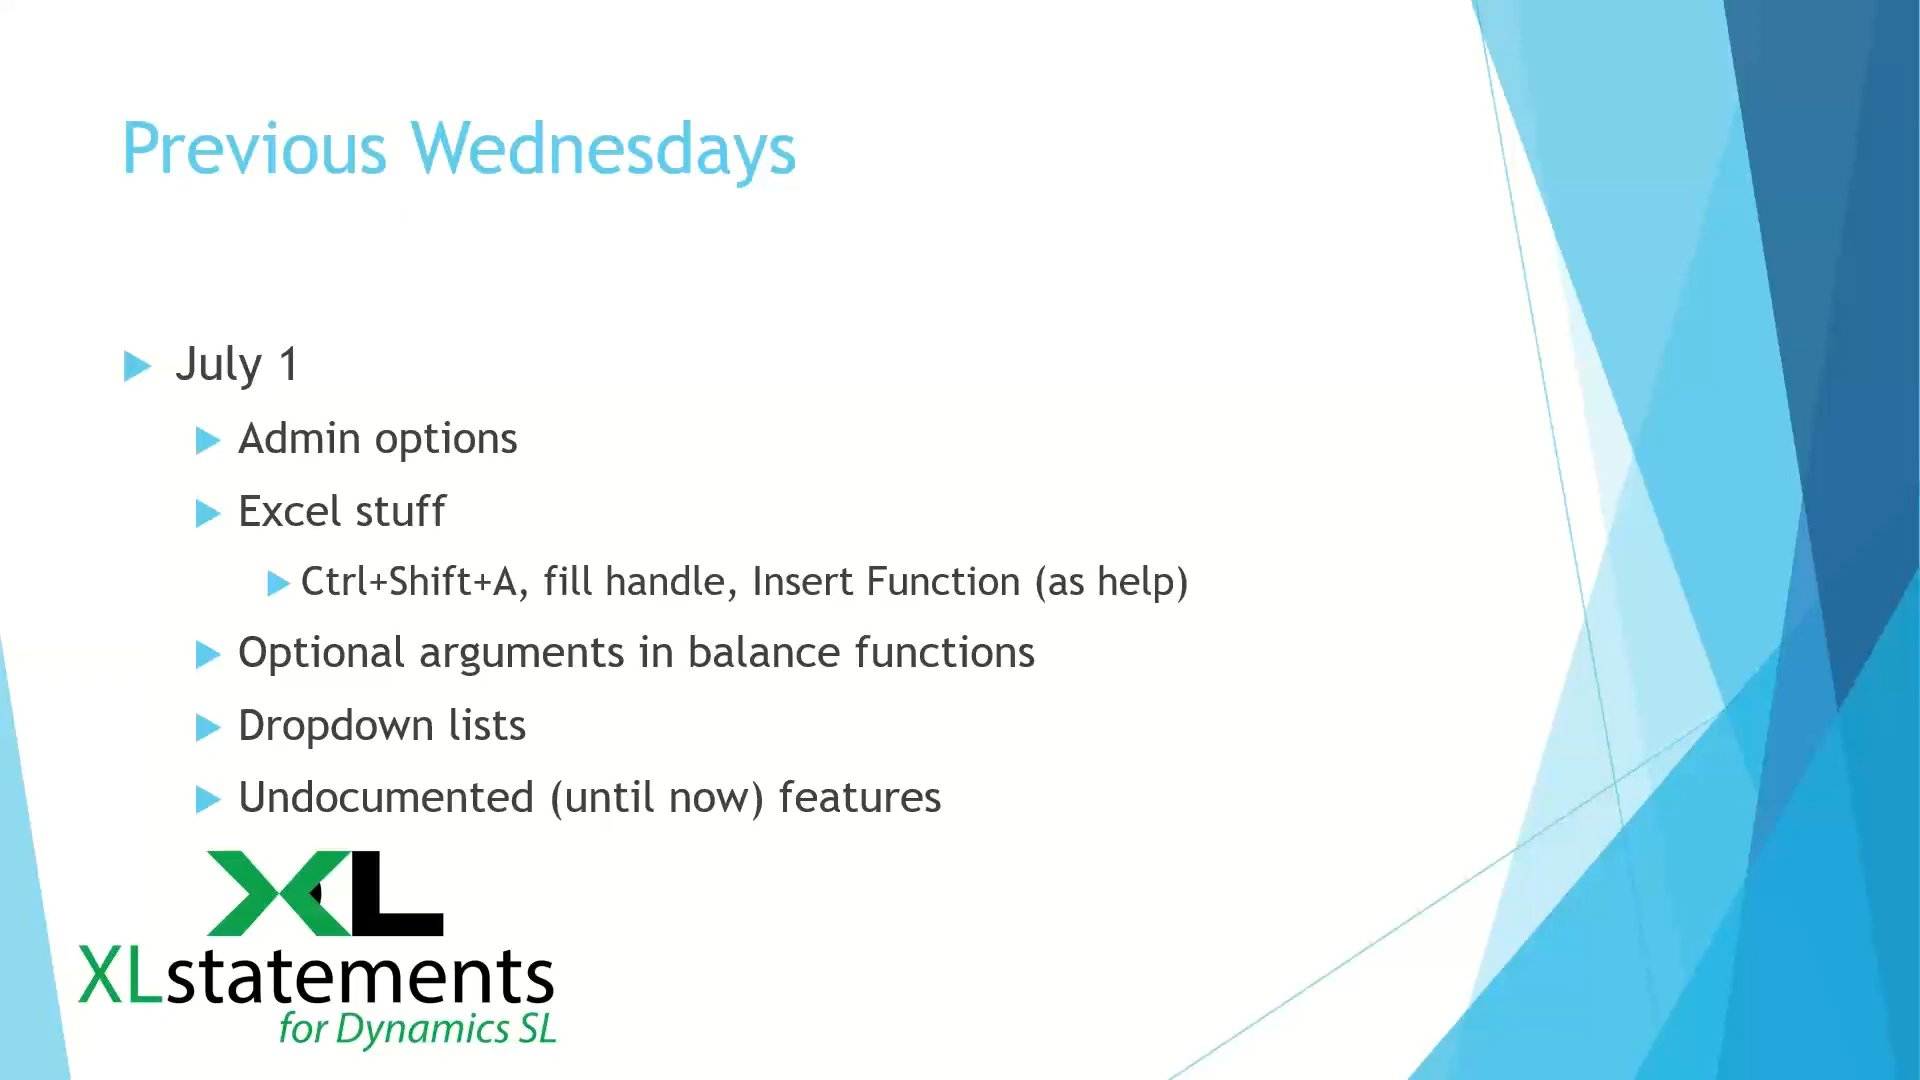 Previous Wednesdays
July 1
Admin options
Excel stuff
Ctrl+Shift+A, fill handle, Insert Function (as help)
Optional arguments in balance functions
Dropdown lists
Undocumented (until now) features
XL
XLstatements
for Dynamics SL